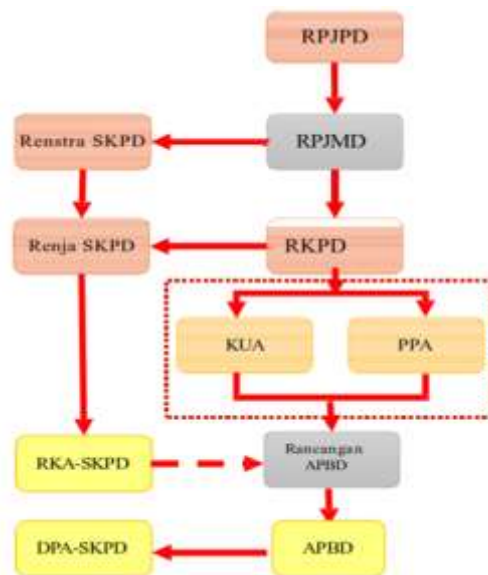 RPJPD
Renstra SKPD
RPJMD
Renja SKPD
RKPD
KUA
PPA
RKA-SKPD
Rancangan
APBD
DPA-SKPD
APBD